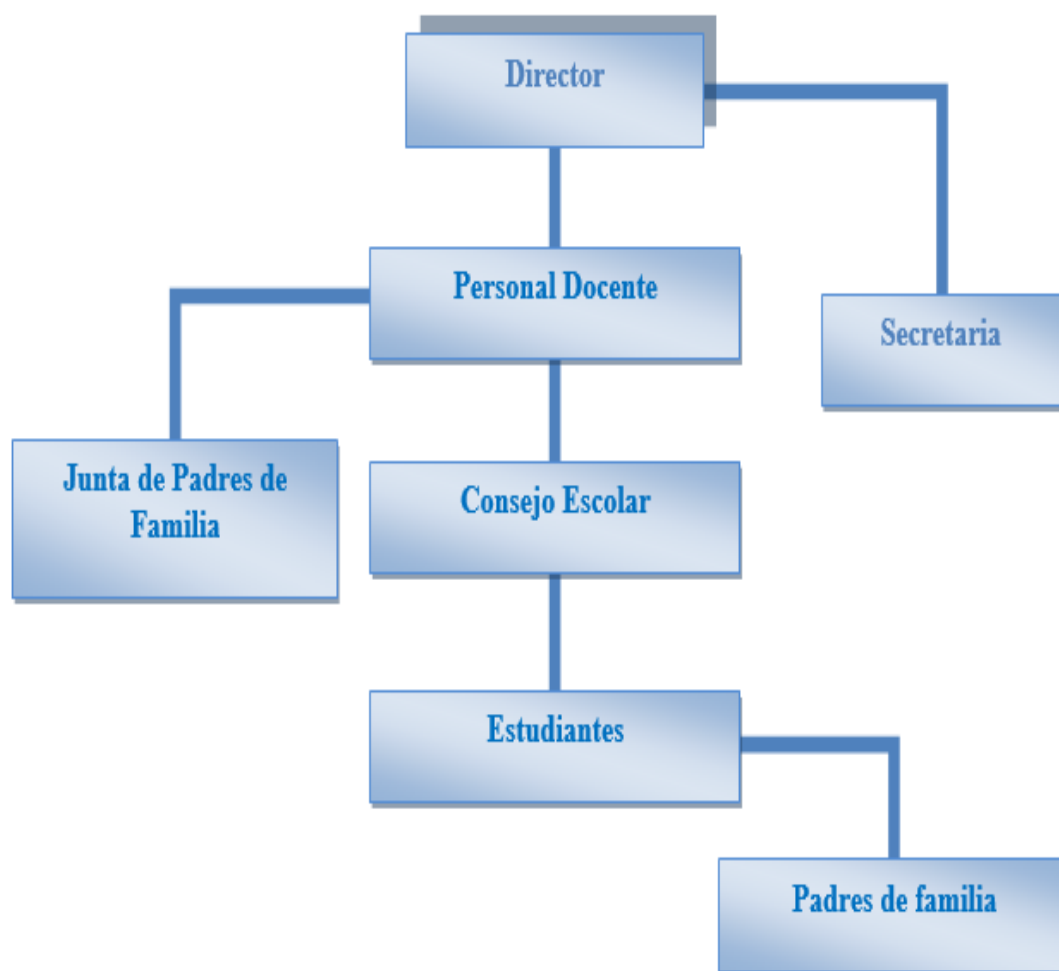 Director
Personal Docente
Secretaria
Junta de Padres de
Familia
Consejo Escolar
Estudiantes
Padres de familia